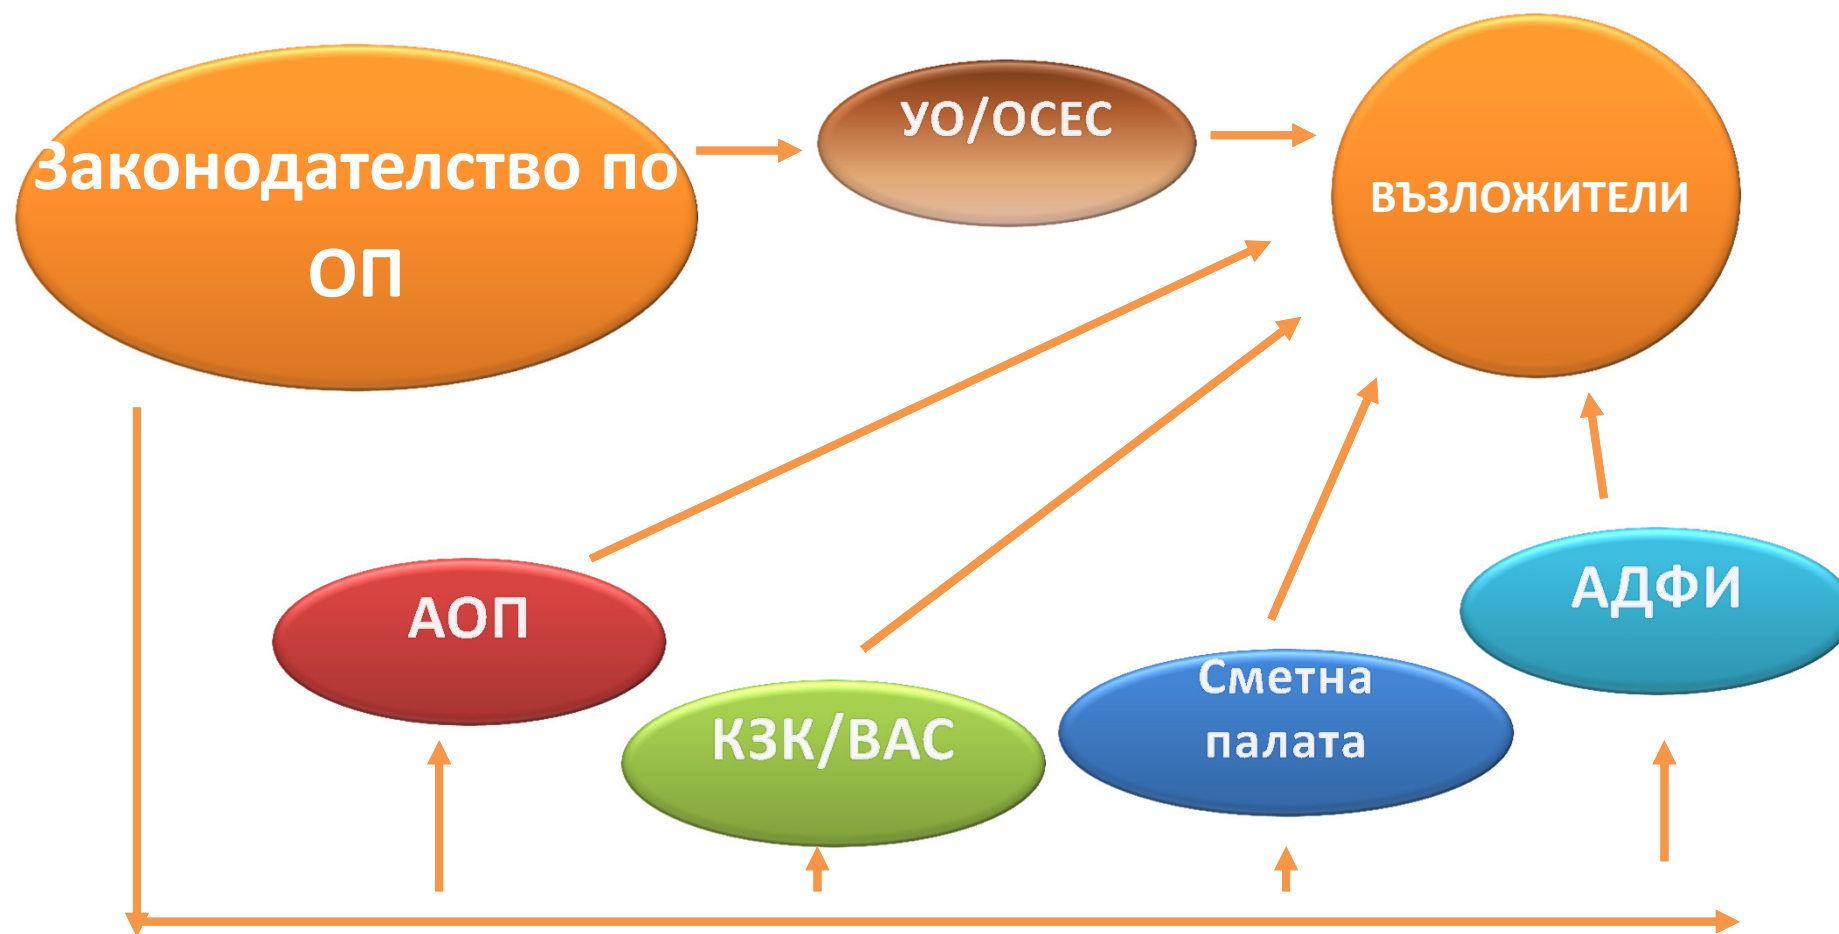 Законодателство по
ОП
УО/ОСЕС
ВЪЗЛОЖИТЕЛИ
АОП
КЗК/ВАС
Сметна
палата
АДФИ